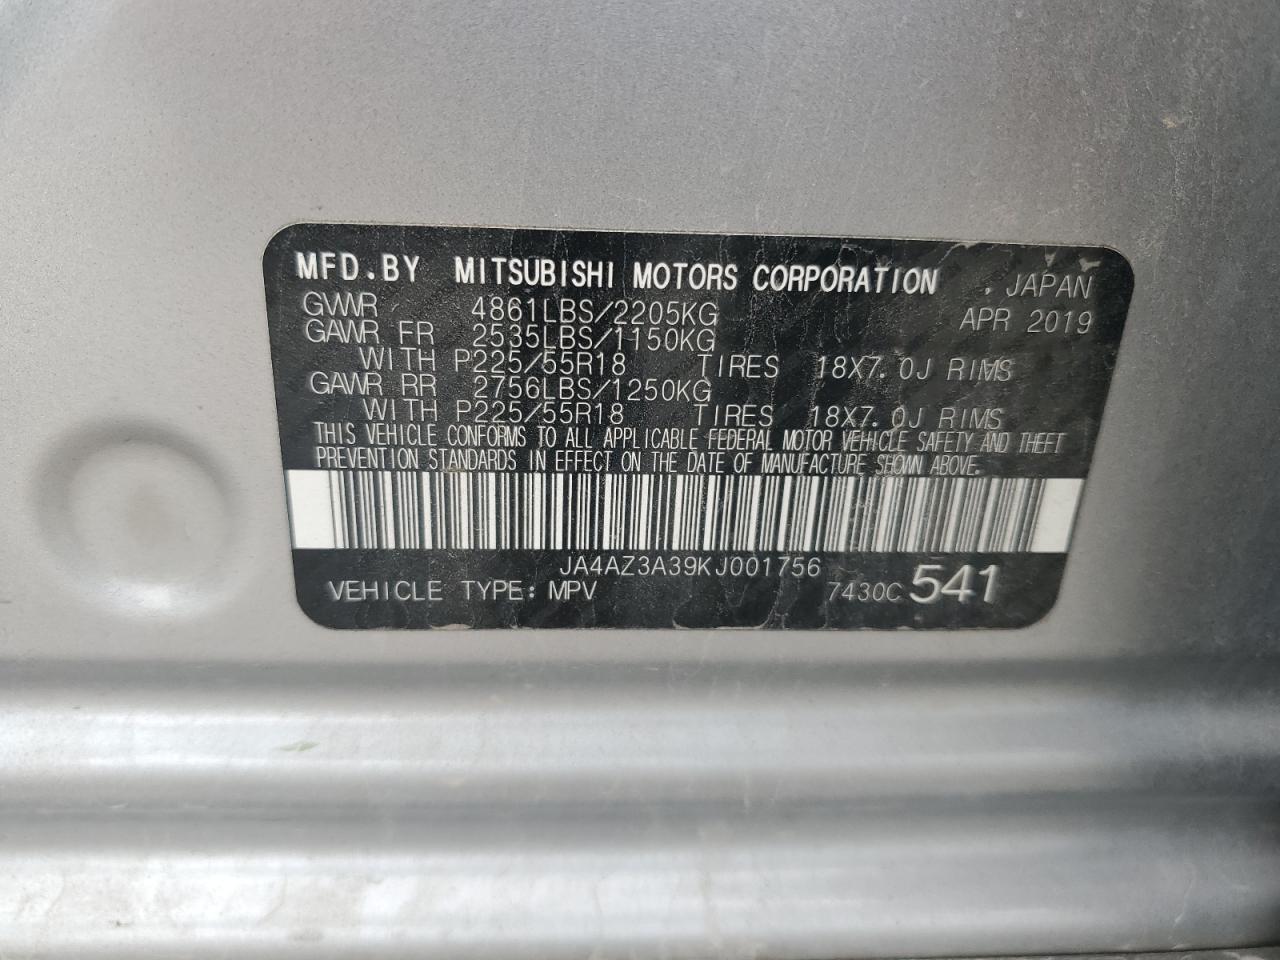 MFD.BY MITSUBISHI MOTORS CORPORATION . JAPAN
GVWR 4861LBS/2205KG APR 2019
GAWR FR 2535LBS/1150KG
WITH P225/55R18 TIRES 18X7.0J RIMS
GAWR RR 2756LBS/1250KG
WITH P225/55R18 TIRES 18X7.0J RIMS
THIS VEHICLE CONFORMS TO ALL APPLICABLE FEDERAL MOTOR VEHICLE SAFETY AND THEFT
PREVENTION STANDARDS IN EFFECT ON THE DATE OF MANUFACTURE SHOWN ABOVE.
JA4AZ3A39KJ001756
VEHICLE TYPE: MPV 7430C 541